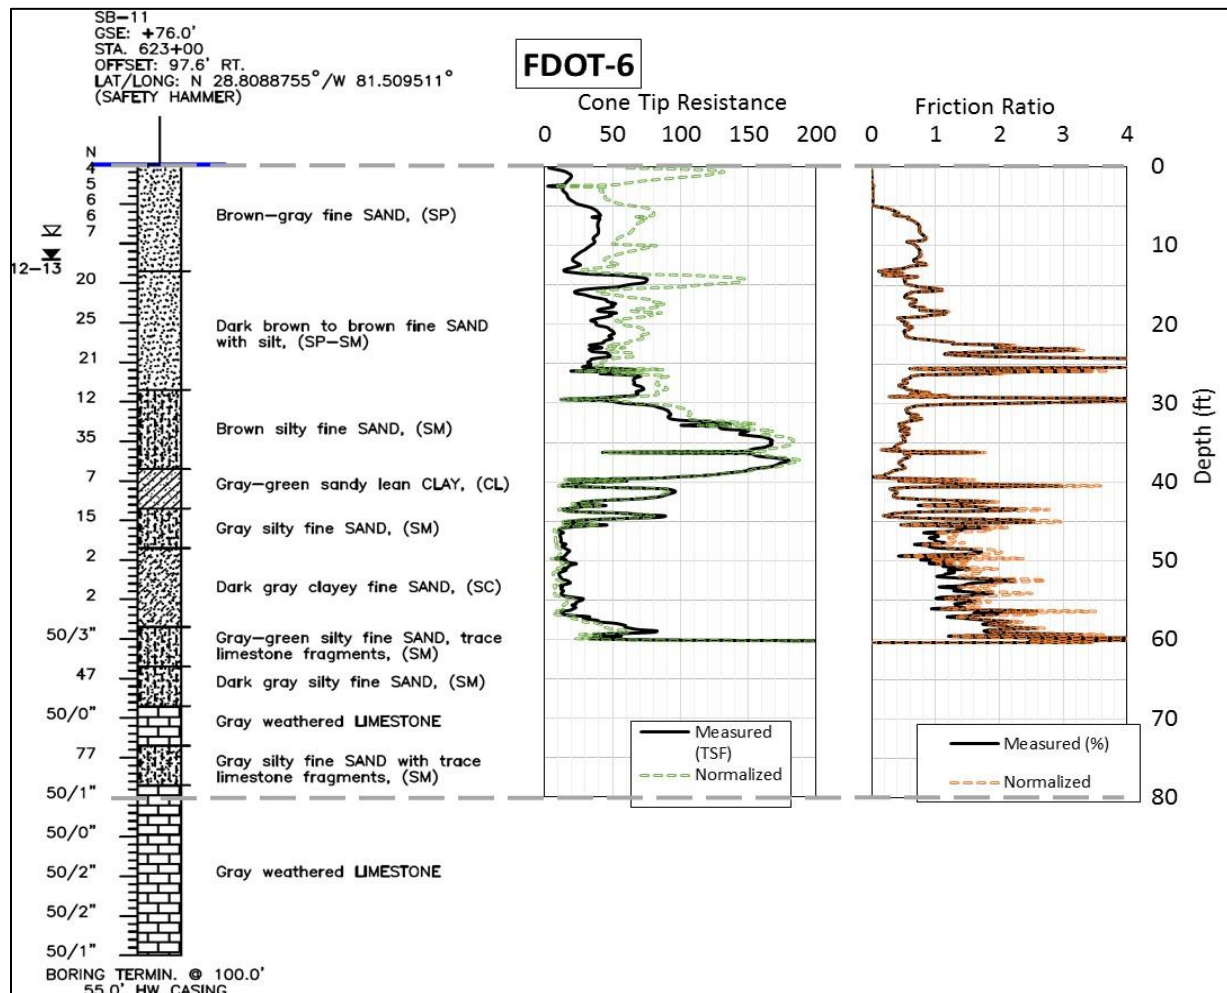 SB-11
GSE: +76.0'
STA. 623+00
OFFSET: 97.6' RT.
LAT/LONG: N 28.8088755°/W 81.509511°
(SAFETY HAMMER)
FDOT-6
Cone Tip Resistance
0 50 100 150 200
Friction Ratio
0 1 2 3 4
N
4
5
6
6
7
12-13
20
25
21
12
35
7
15
2
2
50/3"
47
50/0"
77
50/1"
50/0"
50/2"
50/2"
50/1"
Brown-gray fine SAND, (SP)
Dark brown to brown fine SAND
with silt, (SP-SM)
Brown silty fine SAND, (SM)
Gray-green sandy lean CLAY, (CL)
Gray silty fine SAND, (SM)
Dark gray clayey fine SAND, (SC)
Gray-green silty fine SAND, trace
limestone fragments, (SM)
Dark gray silty fine SAND, (SM)
Gray weathered LIMESTONE
Gray silty fine SAND with trace
limestone fragments, (SM)
Gray weathered LIMESTONE
Measured
(TSF)
Normalized
Measured (%)
Normalized
0
10
20
30
40
50
60
70
80
Depth (ft)
BORING TERMIN. @ 100.0'
55.0' HW CASING